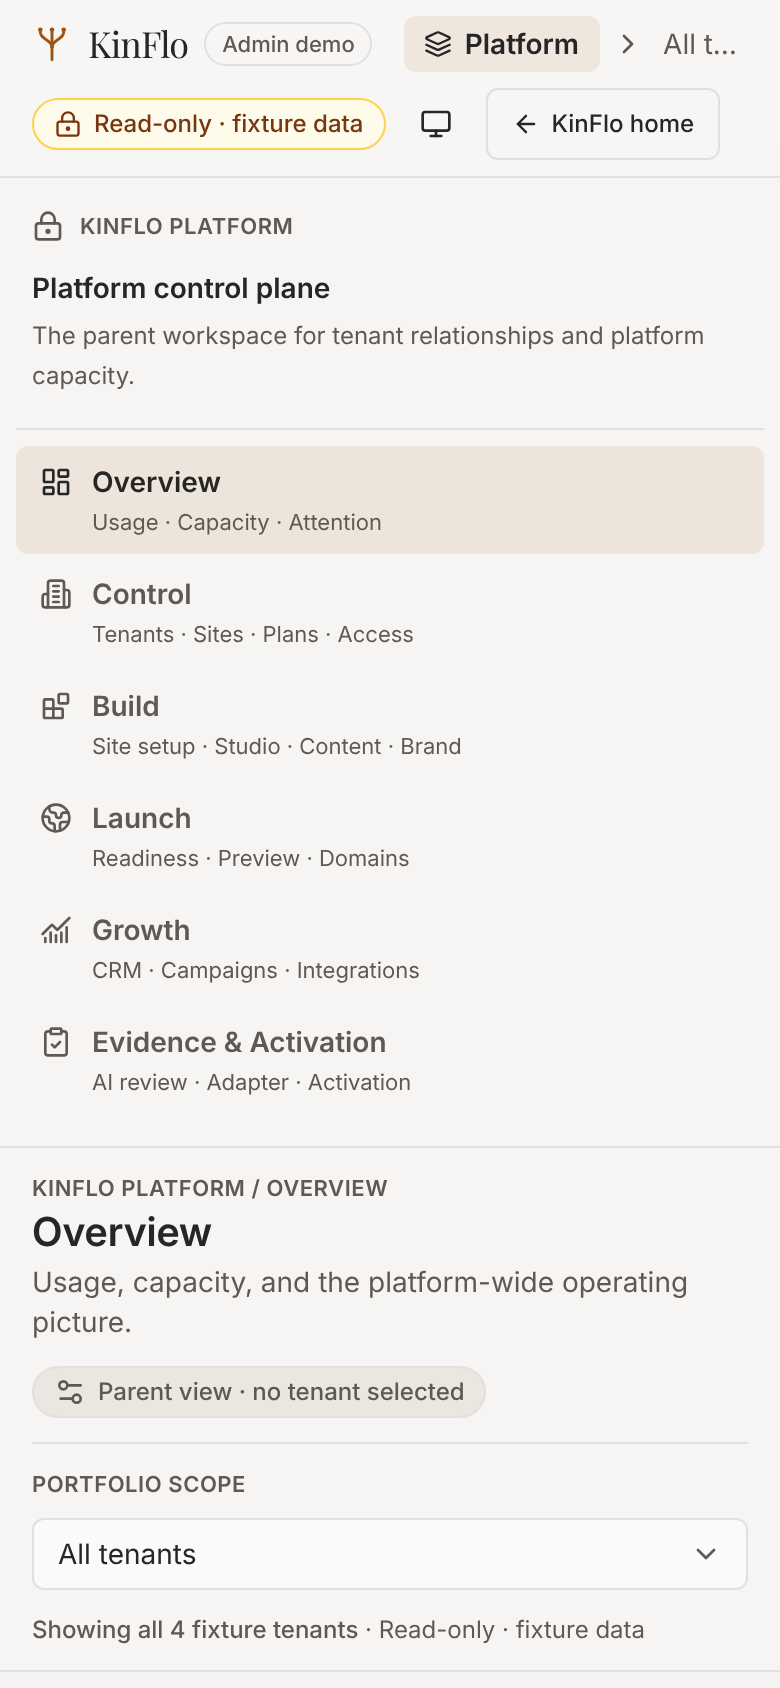 KinFlo
Admin demo
Platform
All t...
Read-only · fixture data
KinFlo home
KINFLO PLATFORM
Platform control plane
The parent workspace for tenant relationships and platform
capacity.
Overview
Usage · Capacity · Attention
Control
Tenants · Sites · Plans · Access
Build
Site setup · Studio · Content · Brand
Launch
Readiness · Preview · Domains
Growth
CRM · Campaigns · Integrations
Evidence & Activation
AI review · Adapter · Activation
KINFLO PLATFORM / OVERVIEW
Overview
Usage, capacity, and the platform-wide operating
picture.
Parent view · no tenant selected
PORTFOLIO SCOPE
All tenants
Showing all 4 fixture tenants · Read-only · fixture data